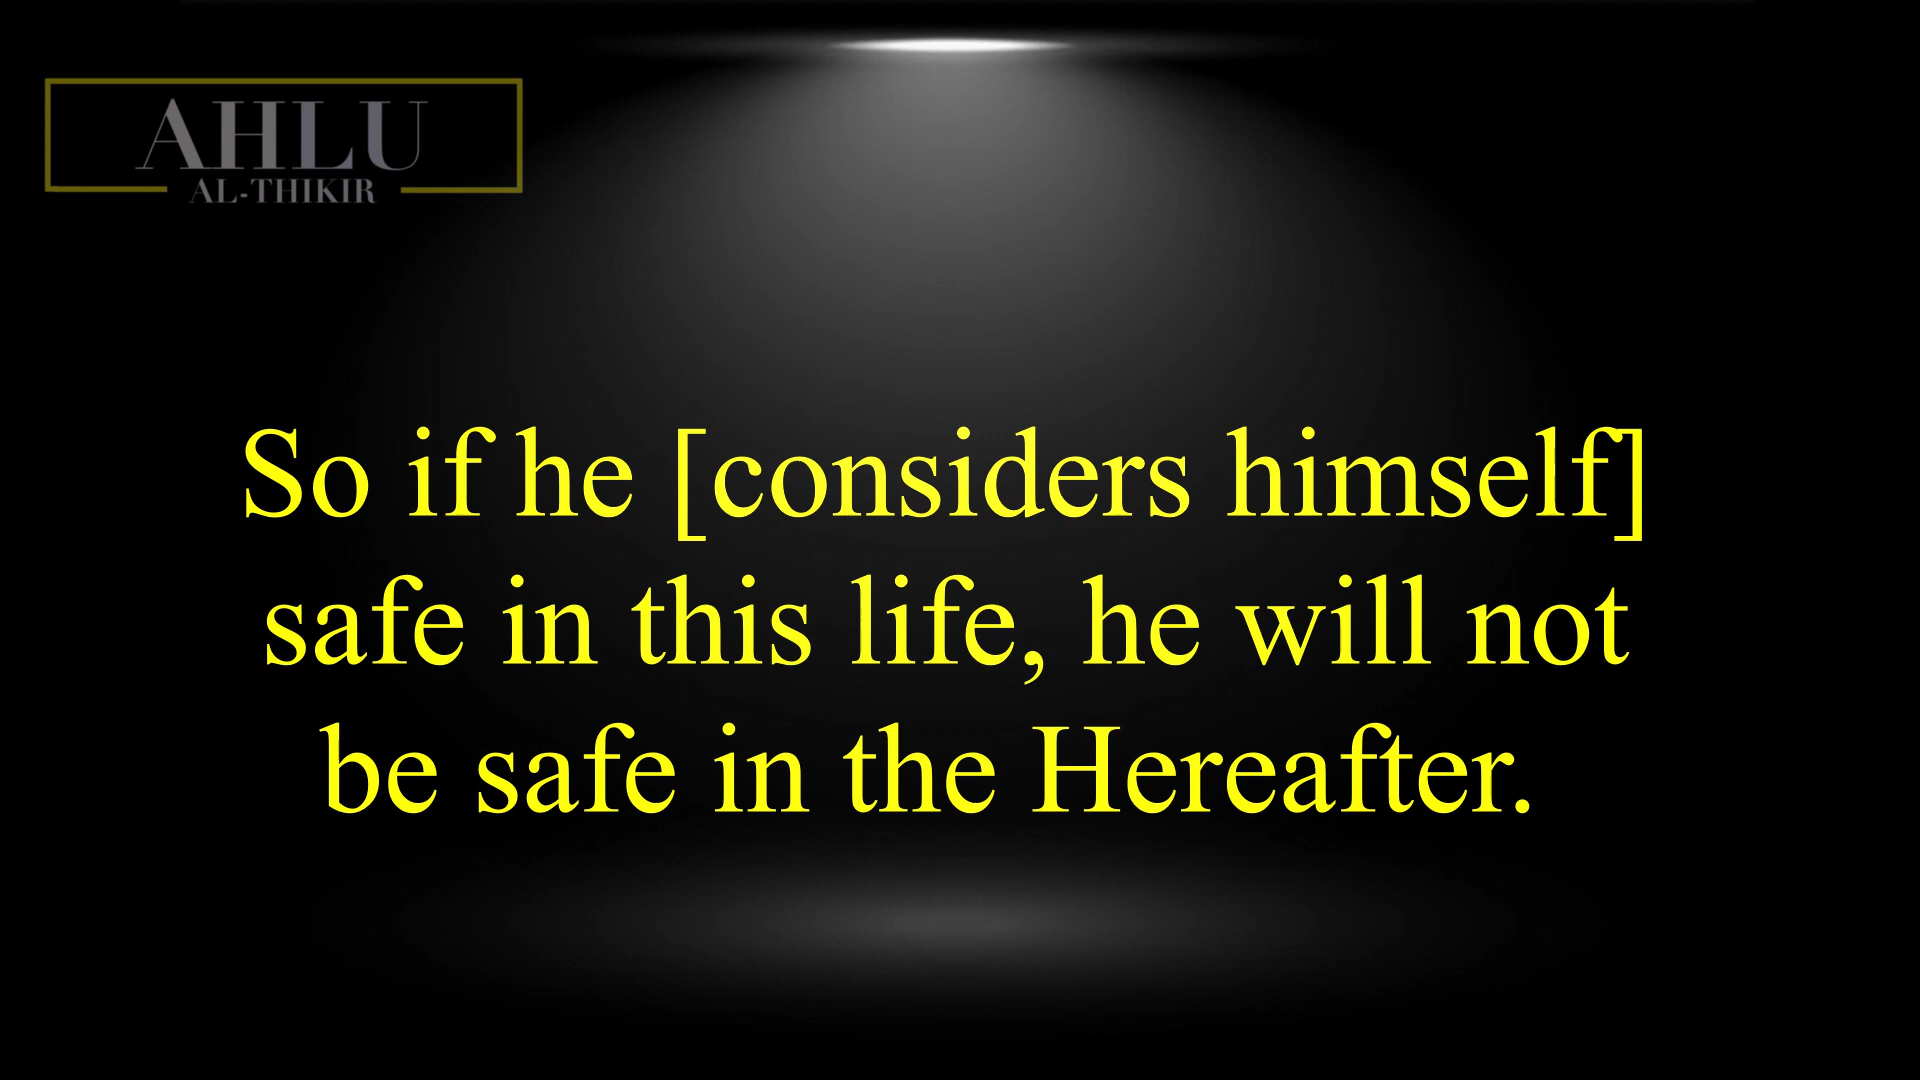 AHLU
AL-THIKIR
So if he [considers himself]
safe in this life, he will not
be safe in the Hereafter.